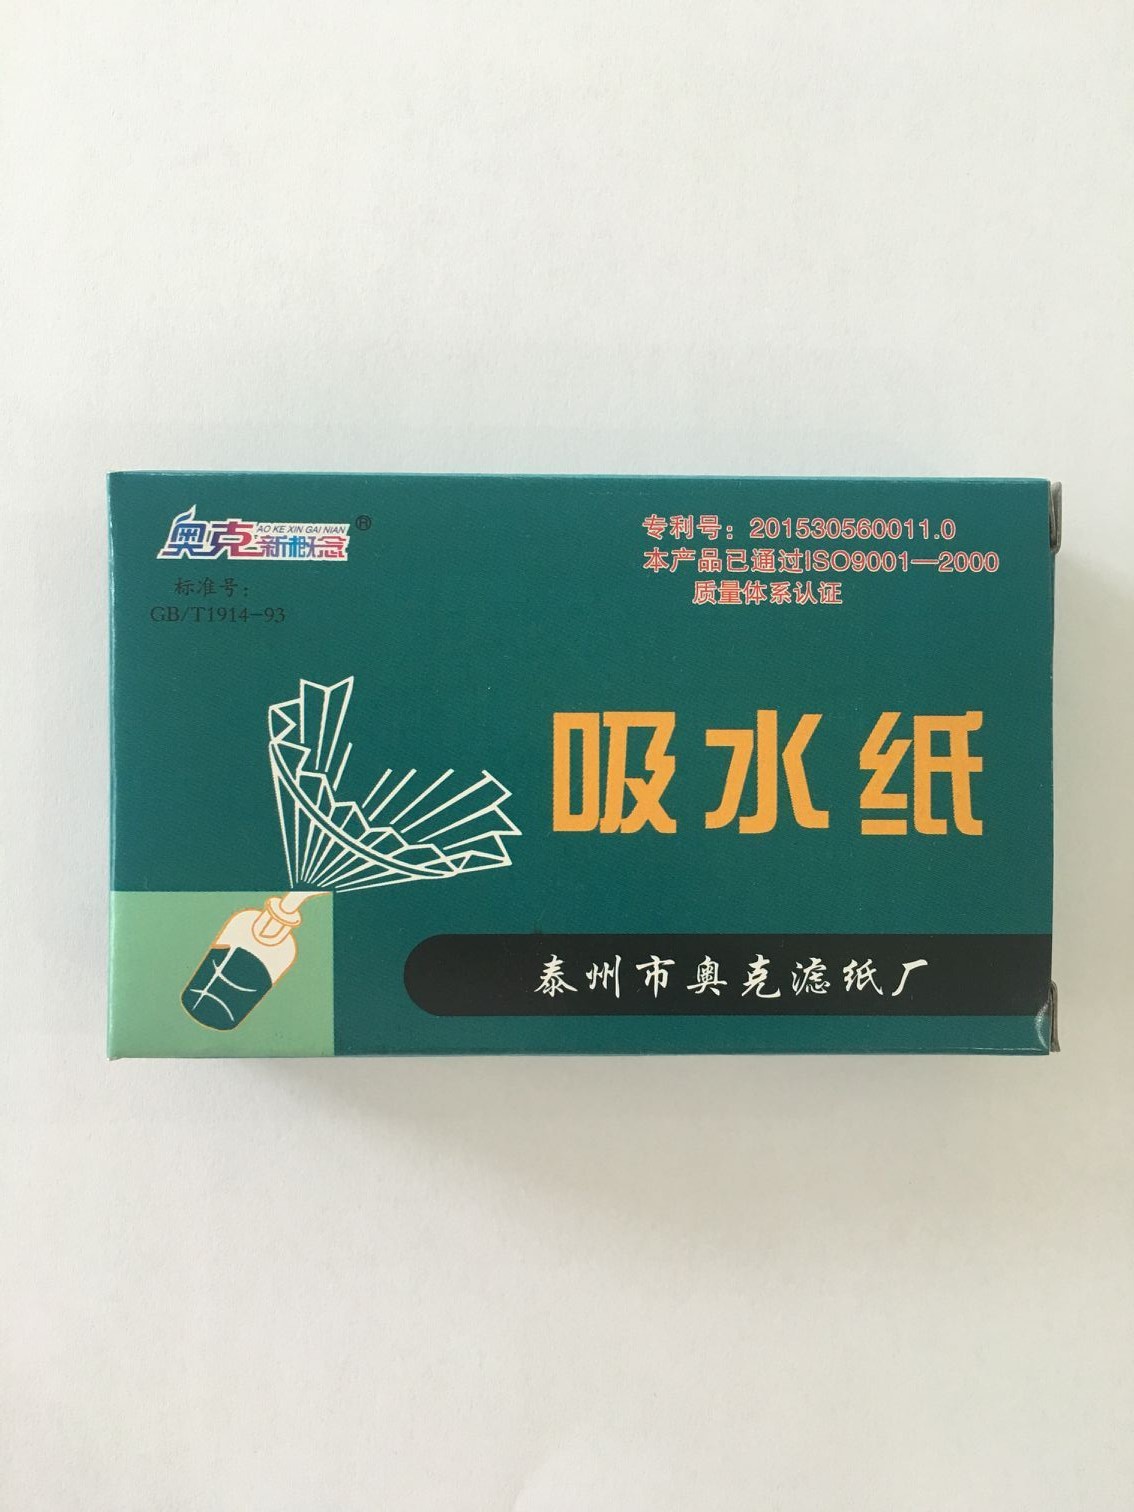 奥克新概念
AO KE XIN GAI NIAN
®
标准号：
GB/T1914-93
专利号：201530560011.0
本产品已通过ISO9001—2000
质量体系认证
吸水纸
泰州市奥克滤纸厂